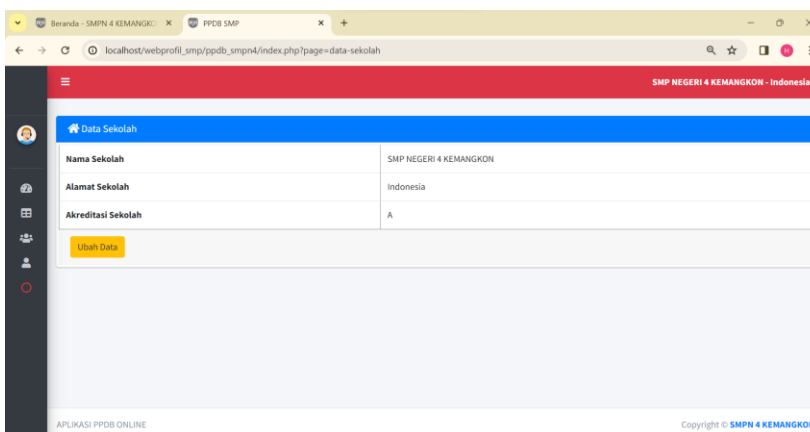 Beranda - SMPN 4 KEMANGKO
PPDB SMP
localhost/webprofil_smp/ppdb_smpn4/index.php?page=data-sekolah
H
SMP NEGERI 4 KEMANGKON - Indonesia
Data Sekolah
Nama Sekolah SMP NEGERI 4 KEMANGKON
Alamat Sekolah Indonesia
Akreditasi Sekolah A
Ubah Data
APLIKASI PPDB ONLINE Copyright © SMPN 4 KEMANGKON